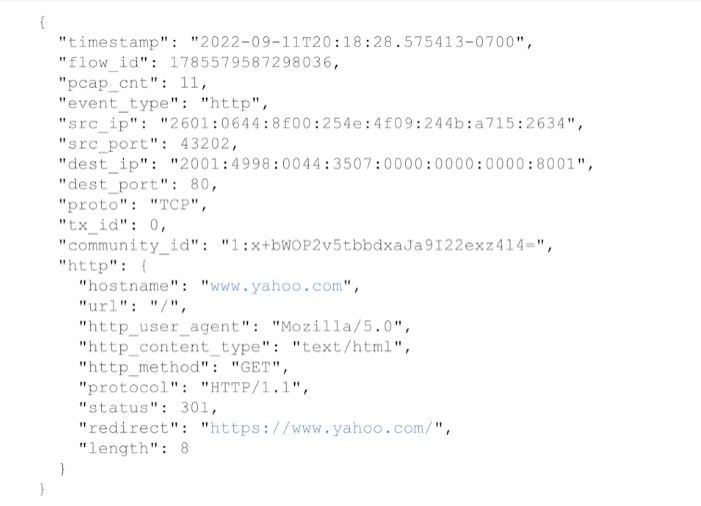 {
"timestamp": "2022-09-11T20:18:28.575413-0700",
"flow_id": 1785579587298036,
"pcap_cnt": 11,
"event_type": "http",
"src_ip": "2601:0644:8f00:254e:4f09:244b:a715:2634",
"src_port": 43202,
"dest_ip": "2001:4998:0044:3507:0000:0000:0000:8001",
"dest_port": 80,
"proto": "TCP",
"tx_id": 0,
"community_id": "1:x+bWOP2v5tbbdxaJa9I22exz4l4=",
"http": {
"hostname": "www.yahoo.com",
"url": "/",
"http_user_agent": "Mozilla/5.0",
"http_content_type": "text/html",
"http_method": "GET",
"protocol": "HTTP/1.1",
"status": 301,
"redirect": "https://www.yahoo.com/",
"length": 8
}
}